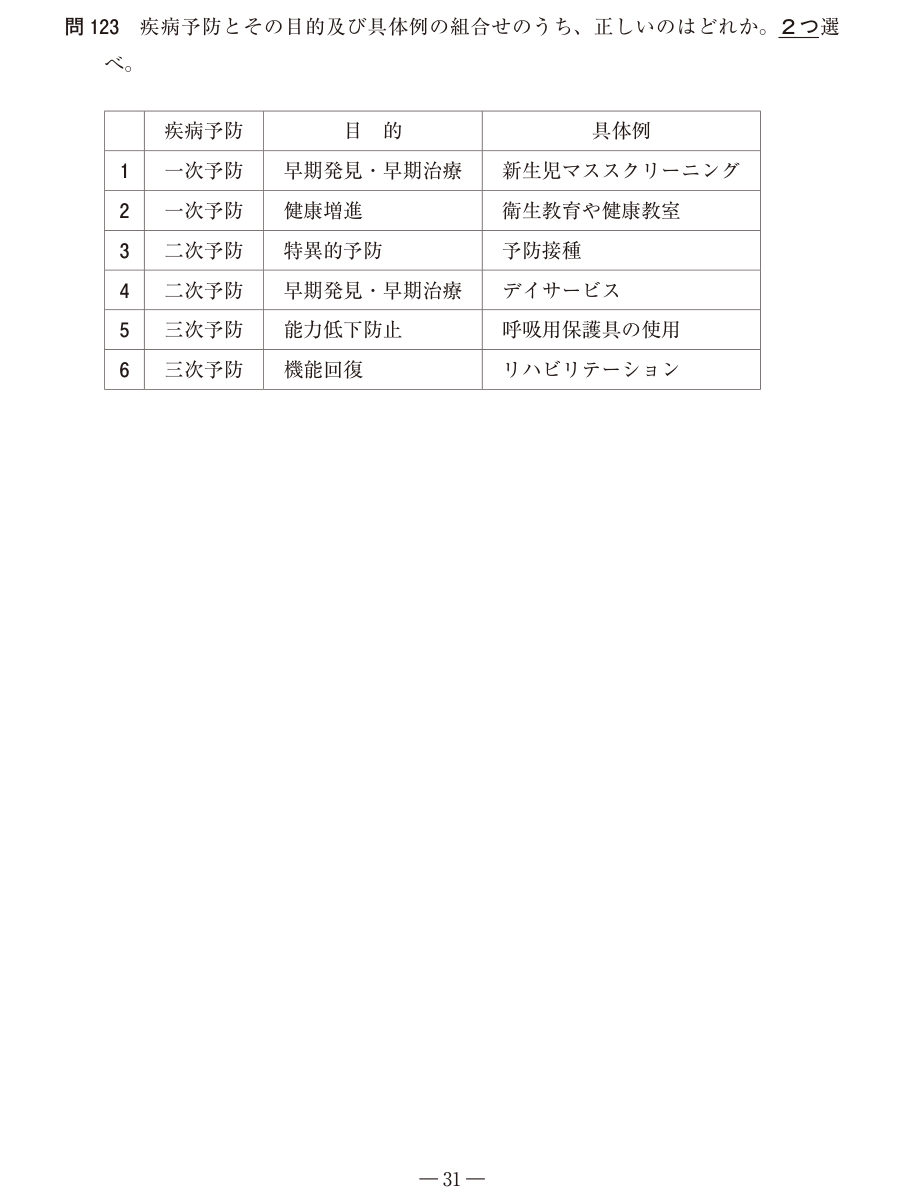 問 123 疾病予防とその目的及び具体例の組合せのうち、正しいのはどれか。２つ選
べ。
疾病予防 目 的 具体例
1 一次予防 早期発見・早期治療 新生児マススクリーニング
2 一次予防 健康増進 衛生教育や健康教室
3 二次予防 特異的予防 予防接種
4 二次予防 早期発見・早期治療 デイサービス
5 三次予防 能力低下防止 呼吸用保護具の使用
6 三次予防 機能回復 リハビリテーション
— 31 —